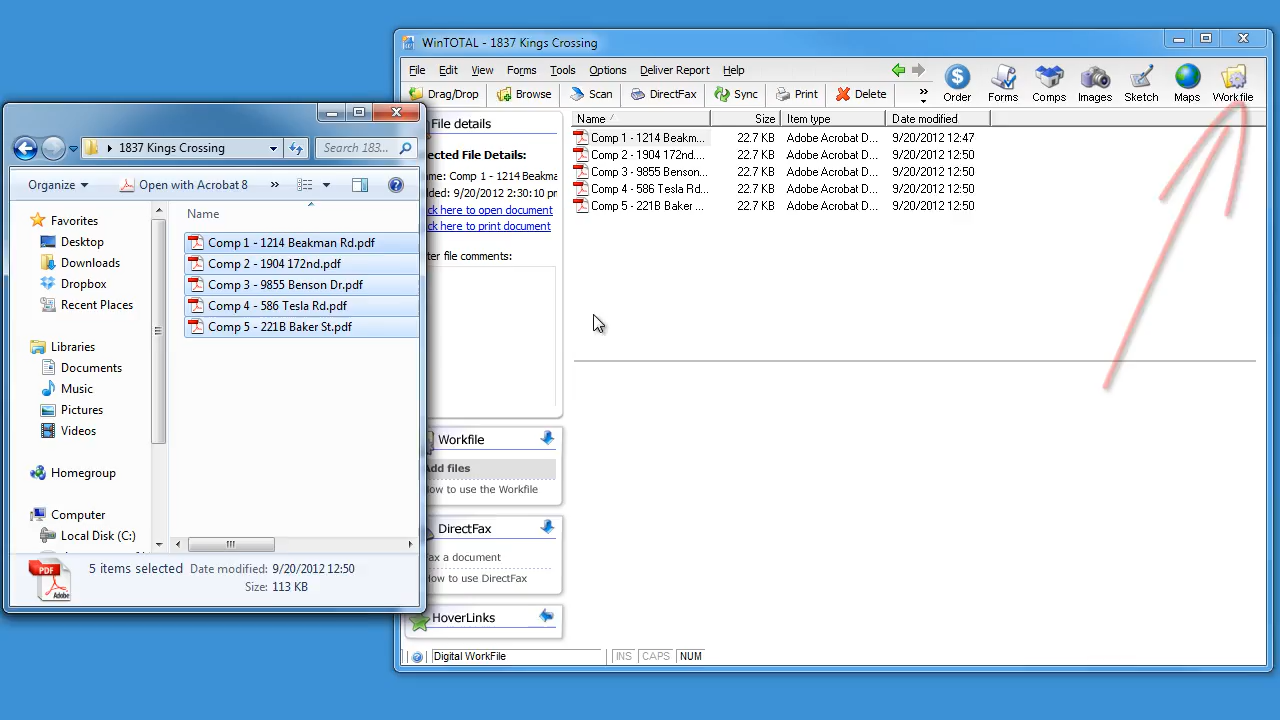 WinTOTAL - 1837 Kings Crossing
File Edit View Forms Tools Options Deliver Report Help
Drag/Drop Browse Scan DirectFax Sync Print Delete »
Order Forms Comps Images Sketch Maps Workfile
1837 Kings Crossing
Search 183...
Organize Open with Acrobat 8 »
Favorites
Desktop
Downloads
Dropbox
Recent Places
Libraries
Documents
Music
Pictures
Videos
Homegroup
Computer
Local Disk (C:)
Name
Comp 1 - 1214 Beakman Rd.pdf
Comp 2 - 1904 172nd.pdf
Comp 3 - 9855 Benson Dr.pdf
Comp 4 - 586 Tesla Rd.pdf
Comp 5 - 221B Baker St.pdf
PDF
Adobe
5 items selected Date modified: 9/20/2012 12:50
Size: 113 KB
File details
ected File Details:
me: Comp 1 - 1214 Beakma
ded: 9/20/2012 2:30:10 pm
ick here to open document
ick here to print document
ter file comments:
Workfile
Add files
How to use the Workfile
DirectFax
ax a document
How to use DirectFax
HoverLinks
Name Size Item type Date modified
Comp 1 - 1214 Beakm... 22.7 KB Adobe Acrobat D... 9/20/2012 12:47
Comp 2 - 1904 172nd.... 22.7 KB Adobe Acrobat D... 9/20/2012 12:50
Comp 3 - 9855 Benson... 22.7 KB Adobe Acrobat D... 9/20/2012 12:50
Comp 4 - 586 Tesla Rd... 22.7 KB Adobe Acrobat D... 9/20/2012 12:50
Comp 5 - 221B Baker ... 22.7 KB Adobe Acrobat D... 9/20/2012 12:50
Digital WorkFile INS CAPS NUM